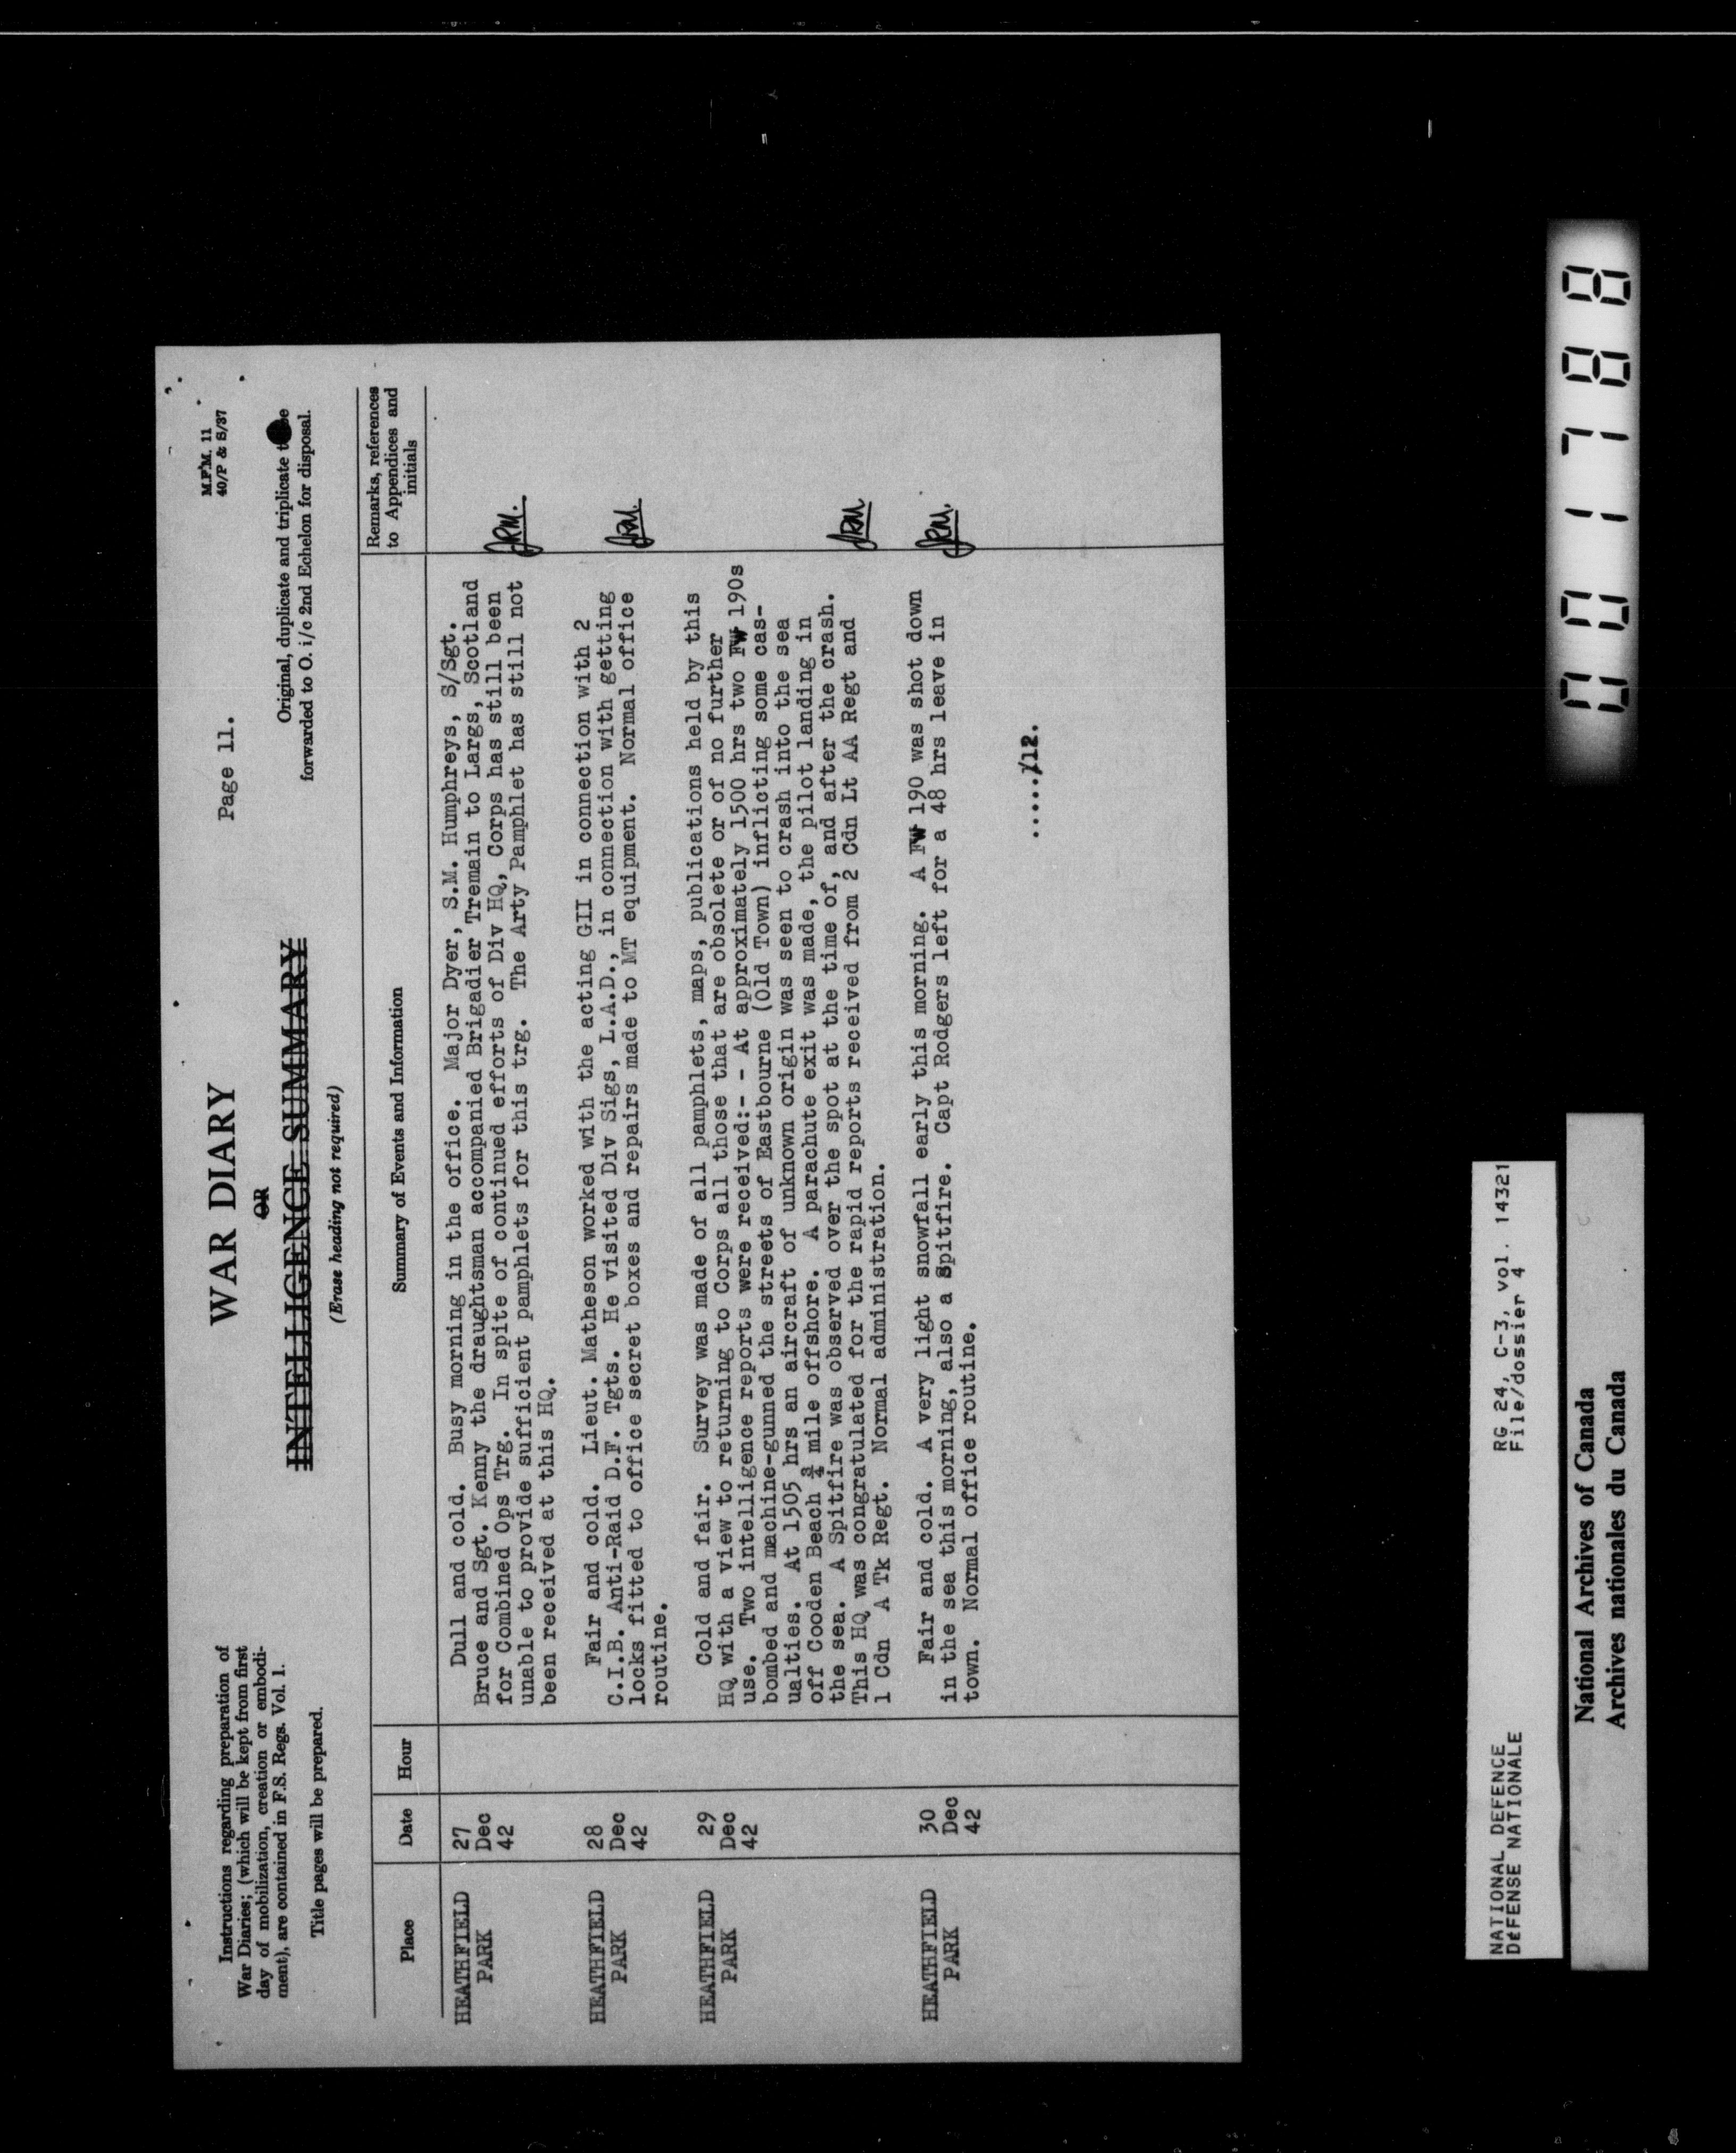 Instructions regarding preparation of
War Diaries; (which will be kept from first
day of mobilization, creation or embodi-
ment), are contained in F.S. Regs. Vol. 1.
Title pages will be prepared.
WAR DIARY
OR
INTELLIGENCE SUMMARY
(Erase heading not required)
Page 11.
M.F.M. 11
40/P & S/37
Original, duplicate and triplicate to be
forwarded to O. i/c 2nd Echelon for disposal.
Place
Date
Hour
Summary of Events and Information
Remarks, references
to Appendices and
initials
HEATHFIELD
PARK
27
Dec
42
Dull and cold. Busy morning in the office. Major Dyer, S.M. Humphreys, S/Sgt.
Bruce and Sgt. Kenny the draughtsman accompanied Brigadier Tremain to Largs, Scotland
for Combined Ops Trg. In spite of continued efforts of Div HQ, Corps has still been
unable to provide sufficient pamphlets for this trg. The Arty Pamphlet has still not
been received at this HQ.
JRM.
HEATHFIELD
PARK
28
Dec
42
Fair and cold. Lieut. Matheson worked with the acting GII in connection with 2
C.I.B. Anti-Raid D.F. Tgts. He visited Div Sigs, L.A.D., in connection with getting
locks fitted to office secret boxes and repairs made to MT equipment. Normal office
routine.
JRM.
HEATHFIELD
PARK
29
Dec
42
Cold and fair. Survey was made of all pamphlets, maps, publications held by this
HQ with a view to returning to Corps all those that are obsolete or of no further
use. Two intelligence reports were received:- - At approximately 1500 hrs two FW 190s
bombed and machine-gunned the streets of Eastbourne (Old Town) inflicting some cas-
ualties. At 1505 hrs an aircraft of unknown origin was seen to crash into the sea
off Cooden Beach ¾ mile offshore. A parachute exit was made, the pilot landing in
the sea. A Spitfire was observed over the spot at the time of, and after the crash.
This HQ was congratulated for the rapid reports received from 2 Cdn Lt AA Regt and
1 Cdn A Tk Regt. Normal administration.
JRM
HEATHFIELD
PARK
30
Dec
42
Fair and cold. A very light snowfall early this morning. A FW 190 was shot down
in the sea this morning, also a Spitfire. Capt Rodgers left for a 48 hrs leave in
town. Normal office routine.
JRM.
....../12.
NATIONAL DEFENCE
DÉFENSE NATIONALE
RG 24, C-3, vol. 14321
File/dossier 4
National Archives of Canada
Archives nationales du Canada
001788